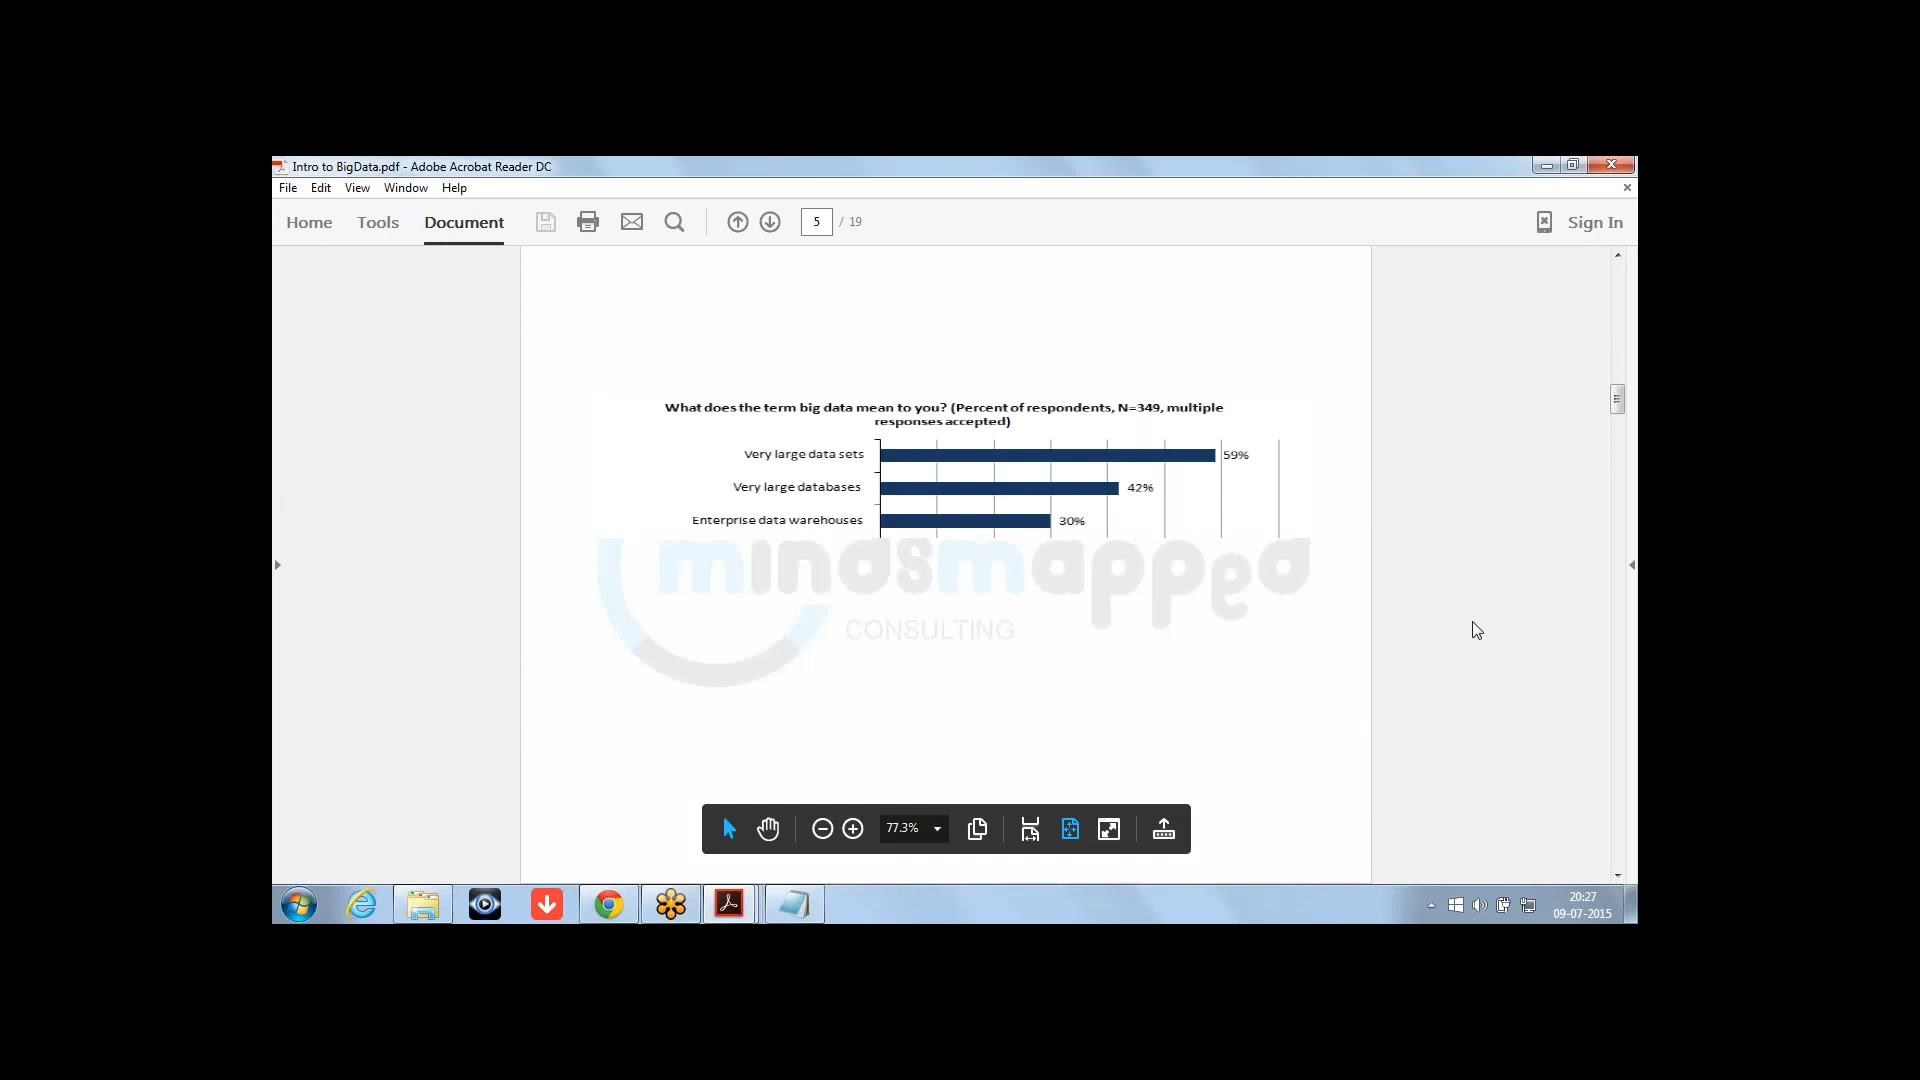 Intro to BigData.pdf - Adobe Acrobat Reader DC
File Edit View Window Help
Home Tools Document 5 / 19 Sign In
What does the term big data mean to you? (Percent of respondents, N=349, multiple
responses accepted)
Very large data sets 59%
Very large databases 42%
Enterprise data warehouses 30%
mindsmapped
CONSULTING
77.3%
20:27
09-07-2015